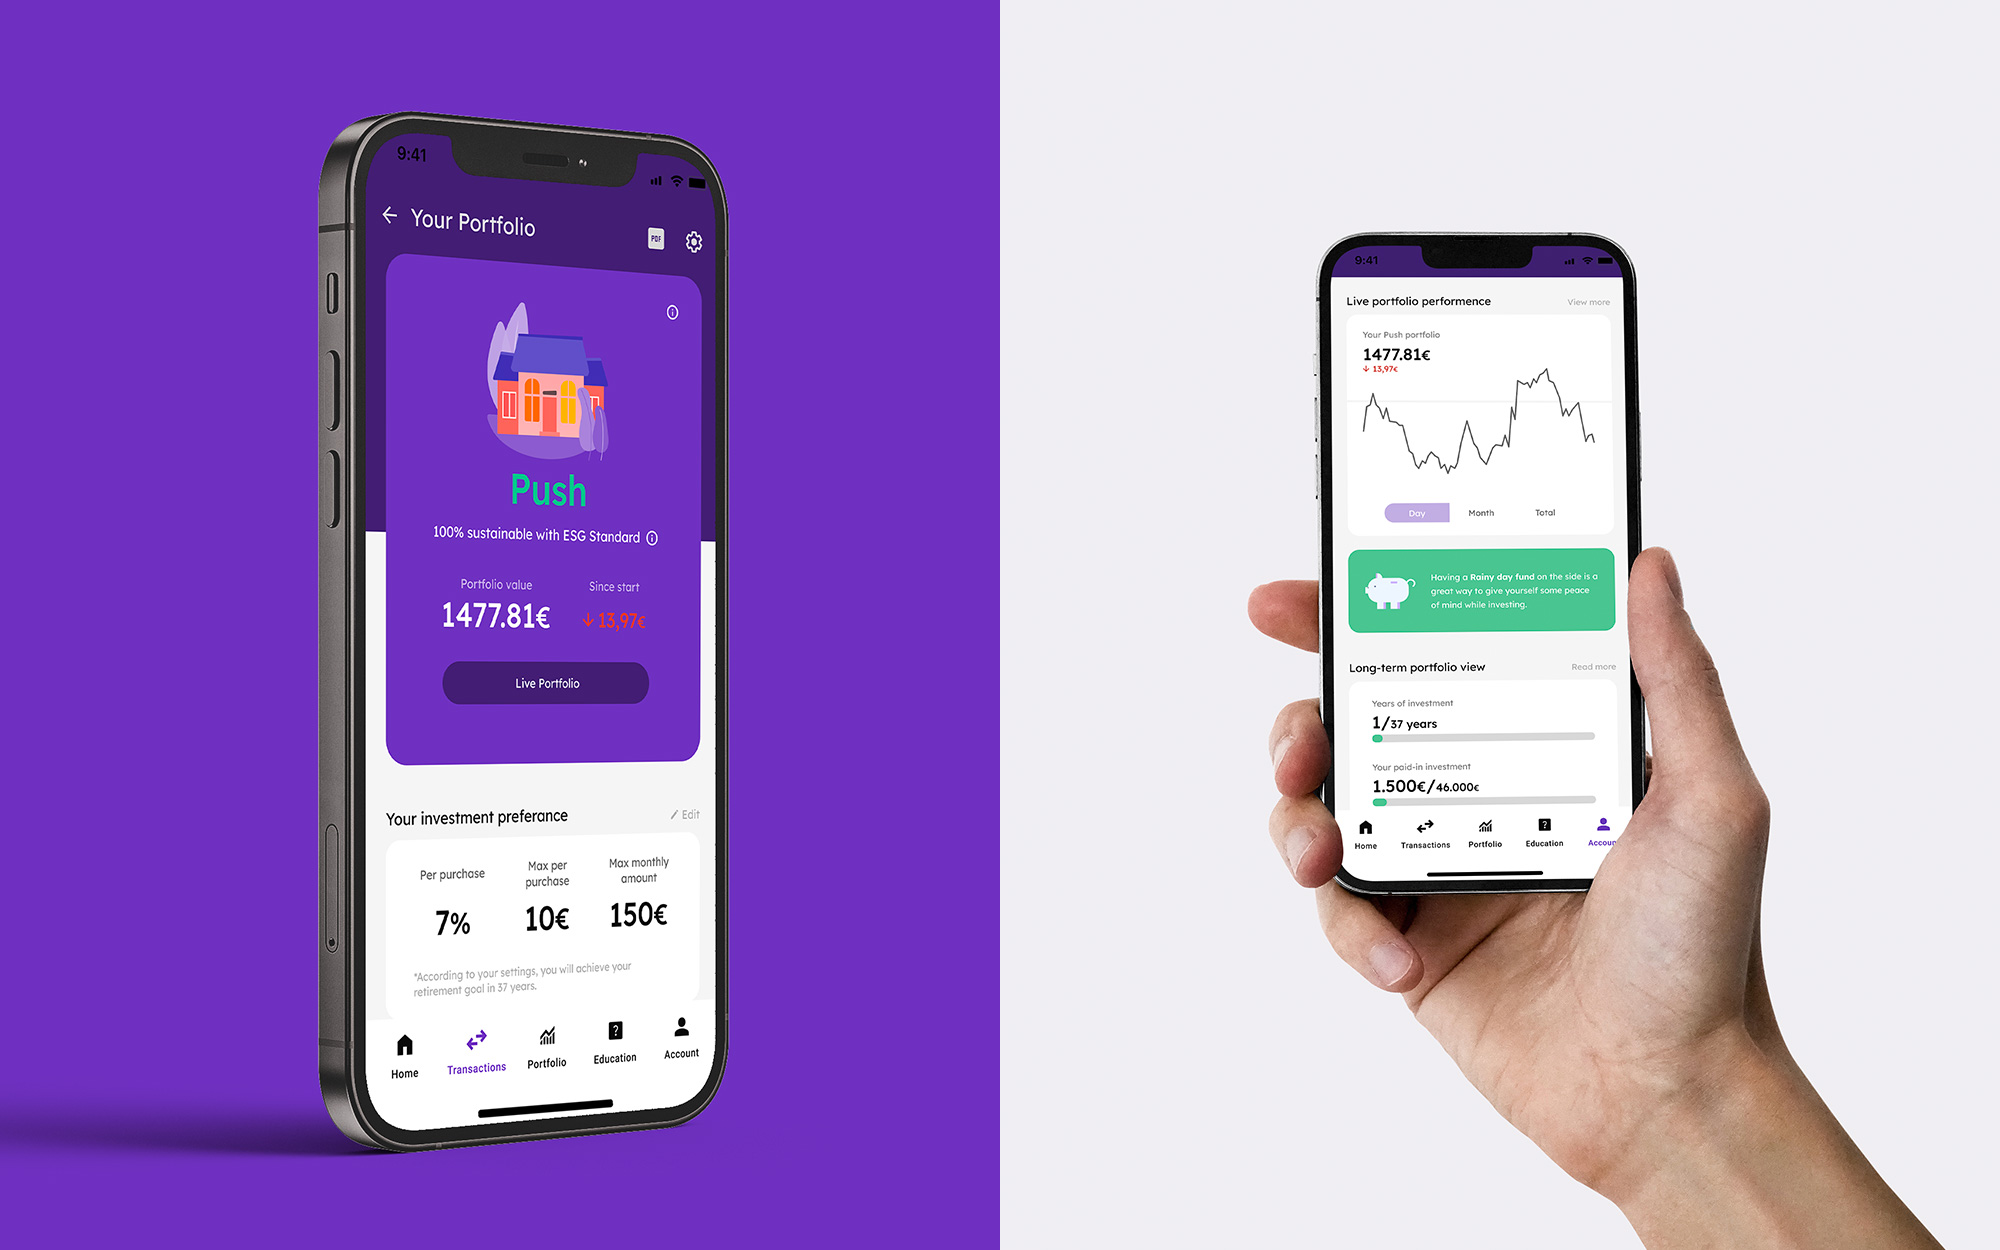 9:41
Your Portfolio
PDF
Push
100% sustainable with ESG Standard
Portfolio value
Since start
1477.81€
↓ 13,97€
Live Portfolio
Your investment preferance
Edit
Per purchase
Max per
purchase
Max monthly
amount
7%
10€
150€
*According to your settings, you will achieve your
retirement goal in 37 years.
Home
Transactions
Portfolio
Education
Account
9:41
Live portfolio performence
View more
Your Push portfolio
1477.81€
↓ 13,97€
Day
Month
Total
Having a Rainy day fund on the side is a
great way to give yourself some peace
of mind while investing.
Long-term portfolio view
Read more
Years of investment
1/37 years
Your paid-in investment
1.500€/46.000€
Home
Transactions
Portfolio
Education
Accoun